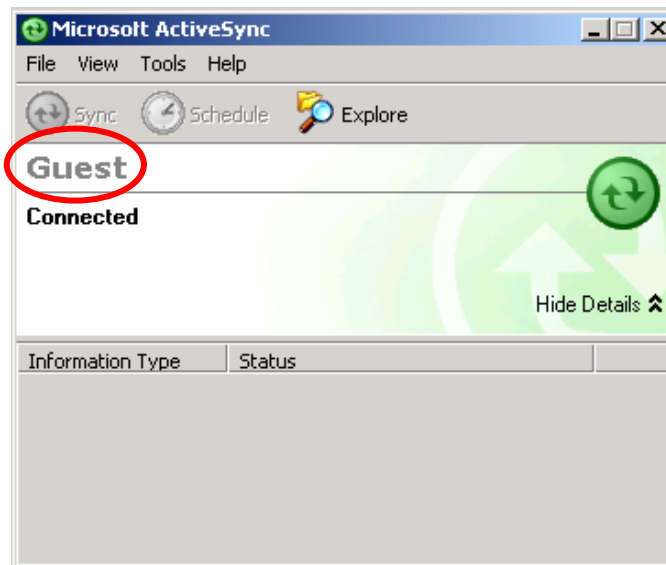 Microsoft ActiveSync
File View Tools Help
Sync Schedule Explore
Guest
Connected
Hide Details
Information Type Status